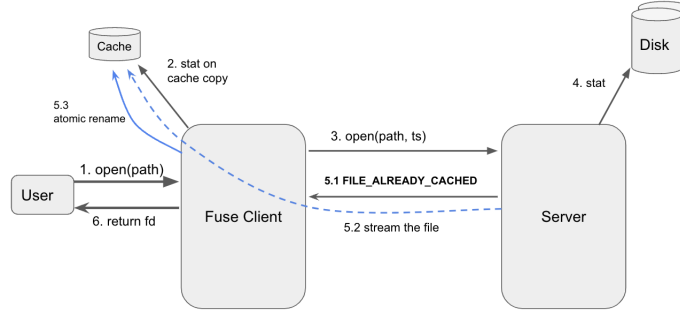 Cache
2. stat on
cache copy
Disk
4. stat
5.3
atomic rename
3. open(path, ts)
1. open(path)
5.1 FILE_ALREADY_CACHED
User
Fuse Client
Server
6. return fd
5.2 stream the file